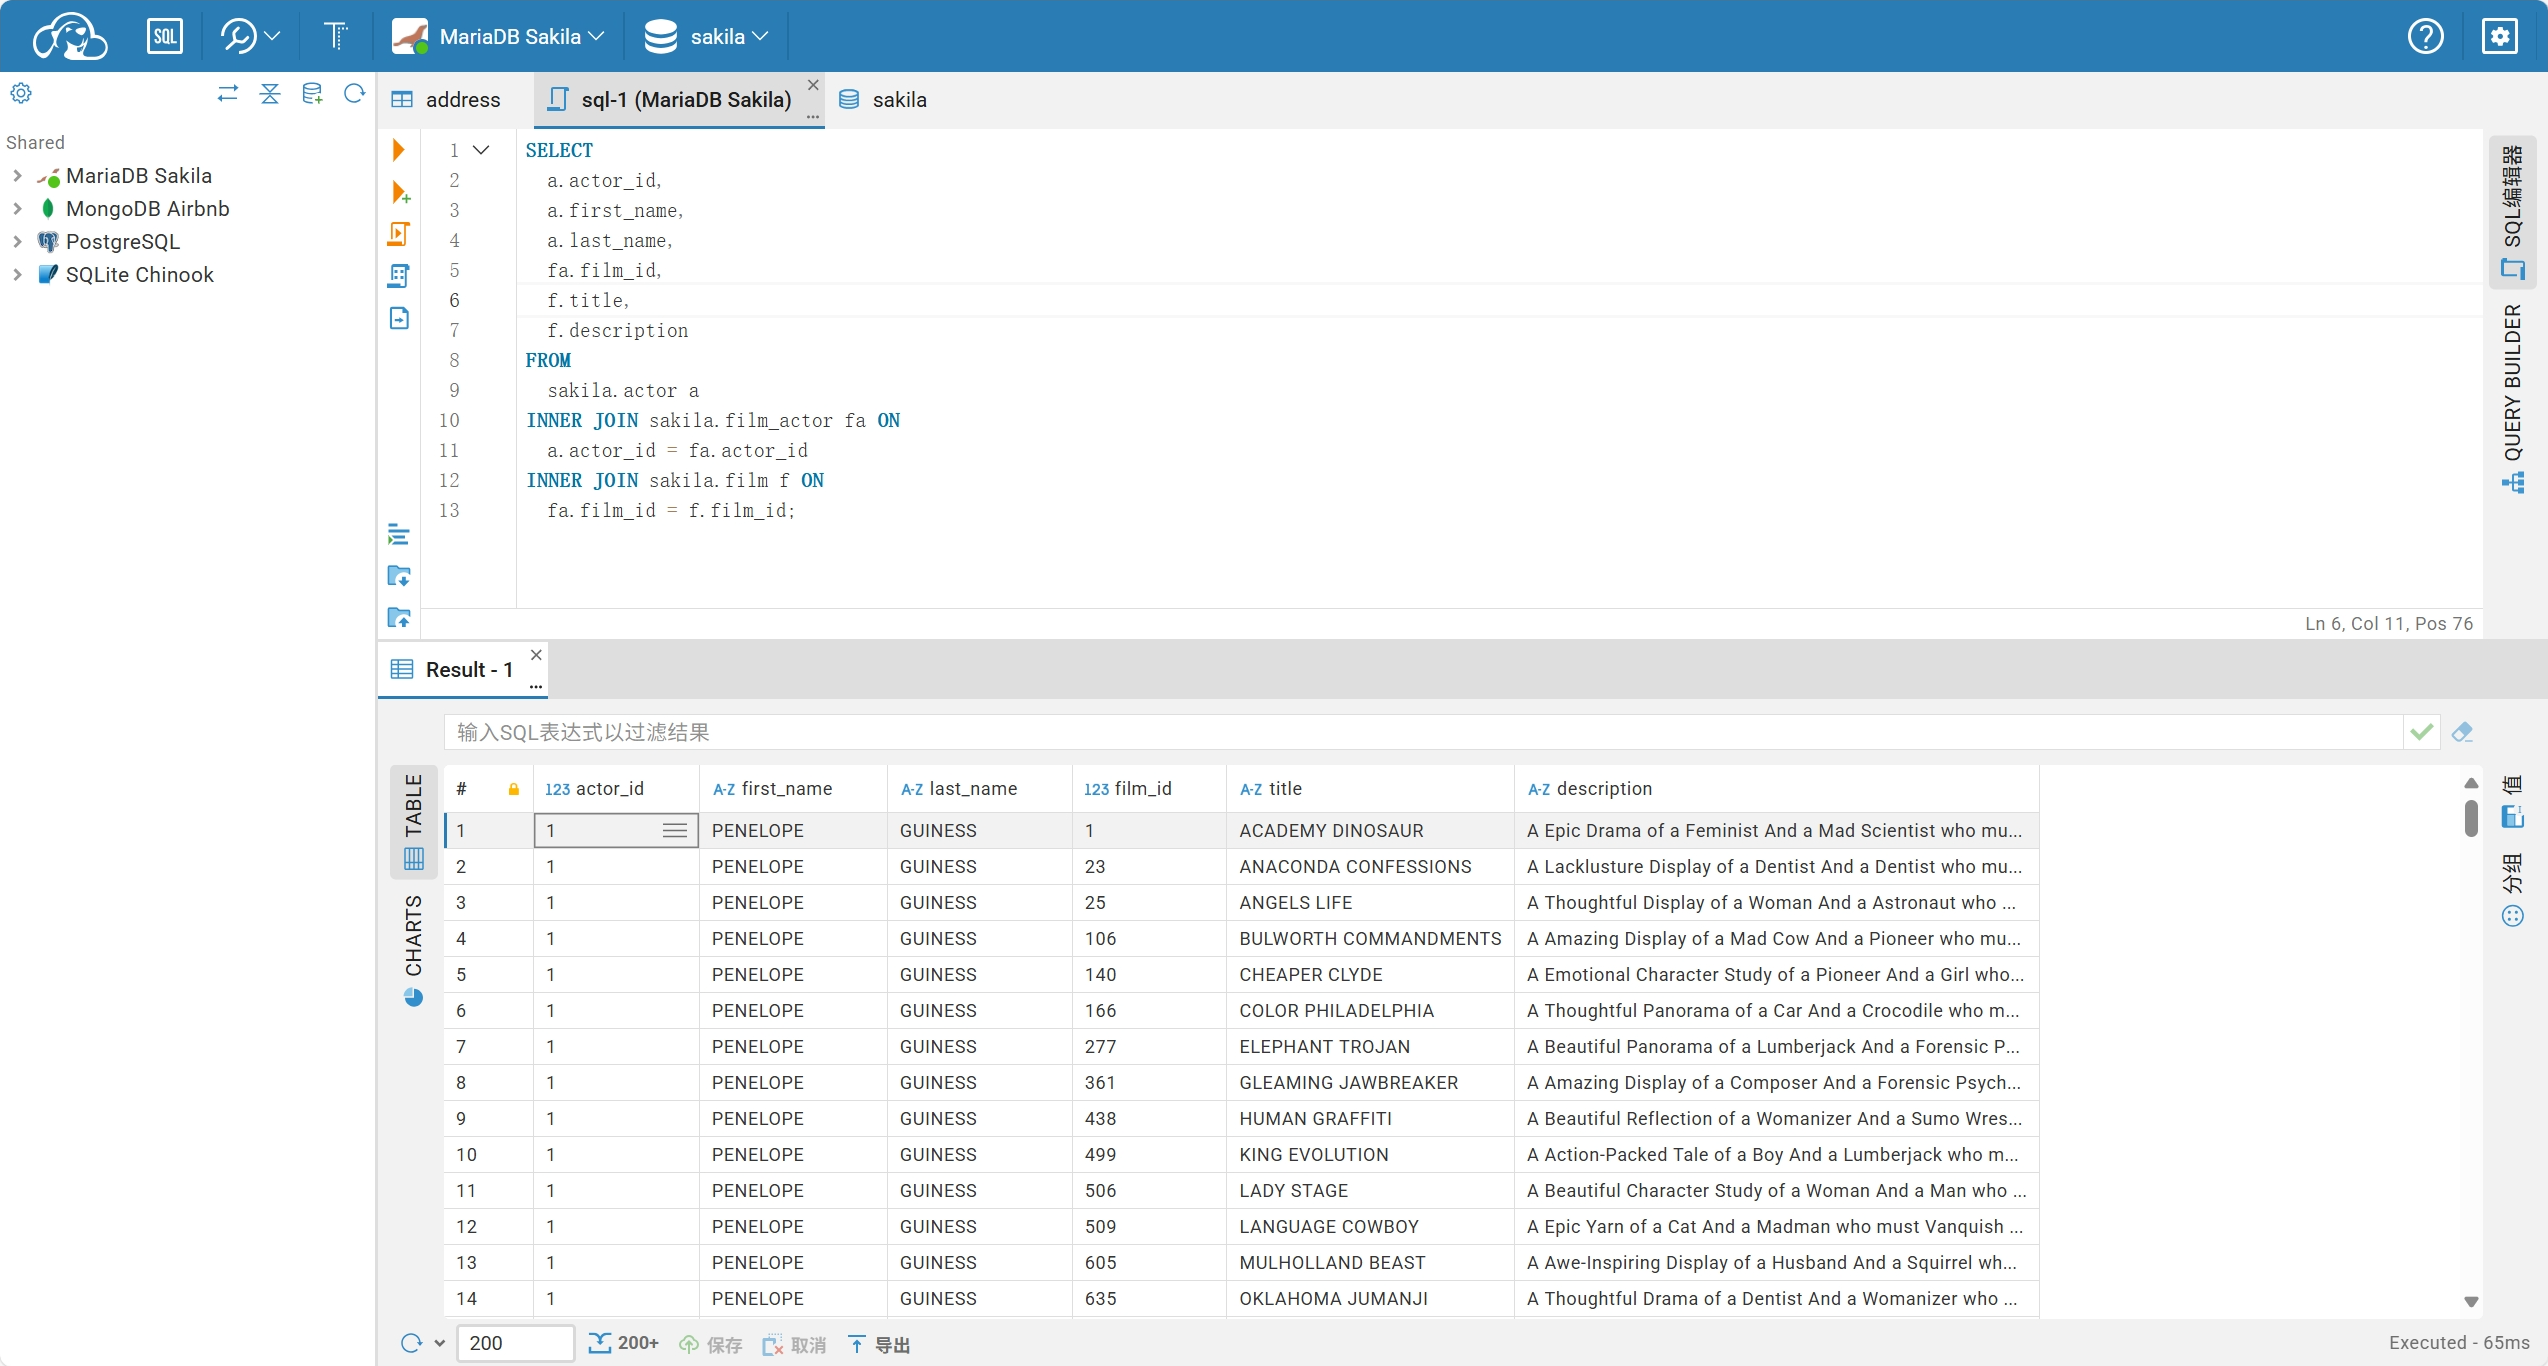 SQL
MariaDB Sakila
sakila
address
sql-1 (MariaDB Sakila)
sakila
Shared
MariaDB Sakila
MongoDB Airbnb
PostgreSQL
SQLite Chinook
1 SELECT
2 a.actor_id,
3 a.first_name,
4 a.last_name,
5 fa.film_id,
6 f.title,
7 f.description
8 FROM
9 sakila.actor a
10 INNER JOIN sakila.film_actor fa ON
11 a.actor_id = fa.actor_id
12 INNER JOIN sakila.film f ON
13 fa.film_id = f.film_id;
SQL编辑器
QUERY BUILDER
Ln 6, Col 11, Pos 76
Result - 1
输入SQL表达式以过滤结果
TABLE
CHARTS
# 123 actor_id A-Z first_name A-Z last_name 123 film_id A-Z title A-Z description
1 1 PENELOPE GUINESS 1 ACADEMY DINOSAUR A Epic Drama of a Feminist And a Mad Scientist who mu...
2 1 PENELOPE GUINESS 23 ANACONDA CONFESSIONS A Lacklusture Display of a Dentist And a Dentist who mu...
3 1 PENELOPE GUINESS 25 ANGELS LIFE A Thoughtful Display of a Woman And a Astronaut who ...
4 1 PENELOPE GUINESS 106 BULWORTH COMMANDMENTS A Amazing Display of a Mad Cow And a Pioneer who mu...
5 1 PENELOPE GUINESS 140 CHEAPER CLYDE A Emotional Character Study of a Pioneer And a Girl who...
6 1 PENELOPE GUINESS 166 COLOR PHILADELPHIA A Thoughtful Panorama of a Car And a Crocodile who m...
7 1 PENELOPE GUINESS 277 ELEPHANT TROJAN A Beautiful Panorama of a Lumberjack And a Forensic P...
8 1 PENELOPE GUINESS 361 GLEAMING JAWBREAKER A Amazing Display of a Composer And a Forensic Psych...
9 1 PENELOPE GUINESS 438 HUMAN GRAFFITI A Beautiful Reflection of a Womanizer And a Sumo Wres...
10 1 PENELOPE GUINESS 499 KING EVOLUTION A Action-Packed Tale of a Boy And a Lumberjack who m...
11 1 PENELOPE GUINESS 506 LADY STAGE A Beautiful Character Study of a Woman And a Man who ...
12 1 PENELOPE GUINESS 509 LANGUAGE COWBOY A Epic Yarn of a Cat And a Madman who must Vanquish ...
13 1 PENELOPE GUINESS 605 MULHOLLAND BEAST A Awe-Inspiring Display of a Husband And a Squirrel wh...
14 1 PENELOPE GUINESS 635 OKLAHOMA JUMANJI A Thoughtful Drama of a Dentist And a Womanizer who ...
值
分组
200 200+ 保存 取消 导出
Executed - 65ms